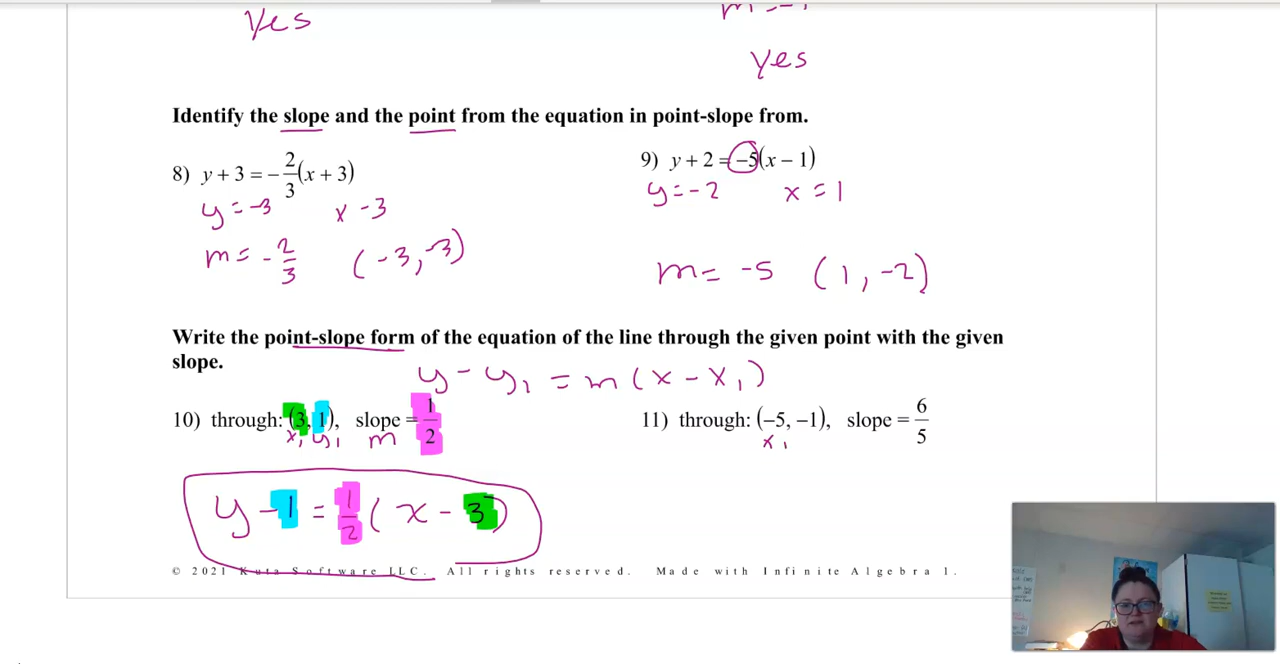 Yes
m = -1
yes
Identify the slope and the point from the equation in point-slope from.
8) y + 3 = -2/3(x + 3)
y = -3 x -3
m = -2/3 (-3, -3)
9) y + 2 = -5(x - 1)
y = -2 x = 1
m = -5 (1, -2)
Write the point-slope form of the equation of the line through the given point with the given
slope.
y - y₁ = m(x - x₁)
10) through: (3, 1), slope = 1/2
x₁ y₁ m
y - 1 = 1/2(x - 3)
11) through: (-5, -1), slope = 6/5
x₁
© 2021 Kuta Software LLC. All rights reserved. Made with Infinite Algebra 1.